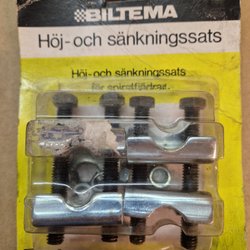 BILTEMA
Höj- och sänkningssats
Höj- och sänkningssats
för spiralfjädrar.